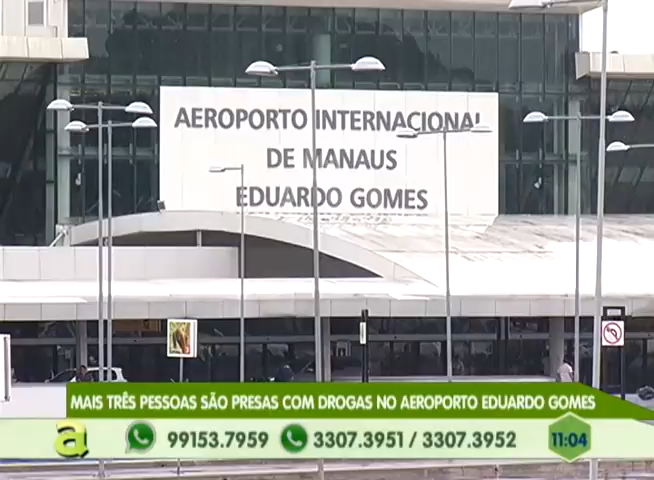 AEROPORTO INTERNACIONAL
DE MANAUS
EDUARDO GOMES
MAIS TRÊS PESSOAS SÃO PRESAS COM DROGAS NO AEROPORTO EDUARDO GOMES
a 99153.7959 3307.3951 / 3307.3952 11:04